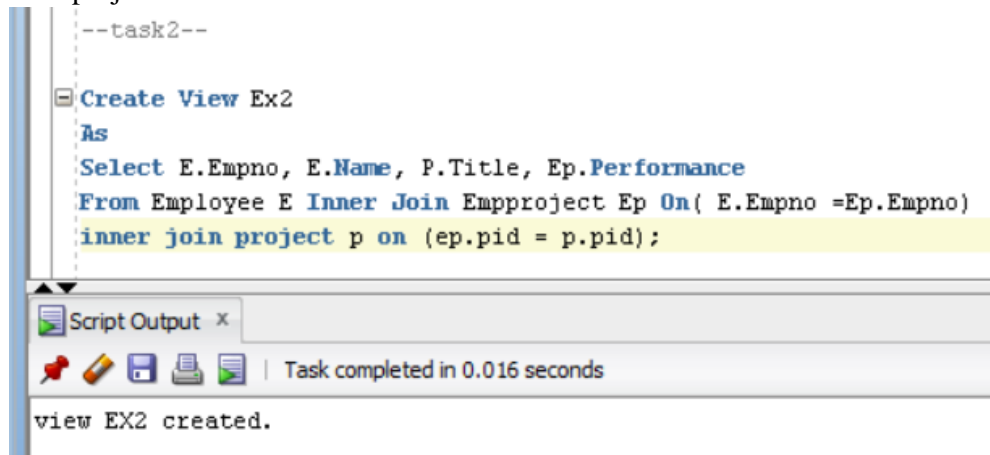 --task2--
Create View Ex2
As
Select E.Empno, E.Name, P.Title, Ep.Performance
From Employee E Inner Join Empproject Ep On( E.Empno =Ep.Empno)
inner join project p on (ep.pid = p.pid);
Script Output x
Task completed in 0.016 seconds
view EX2 created.